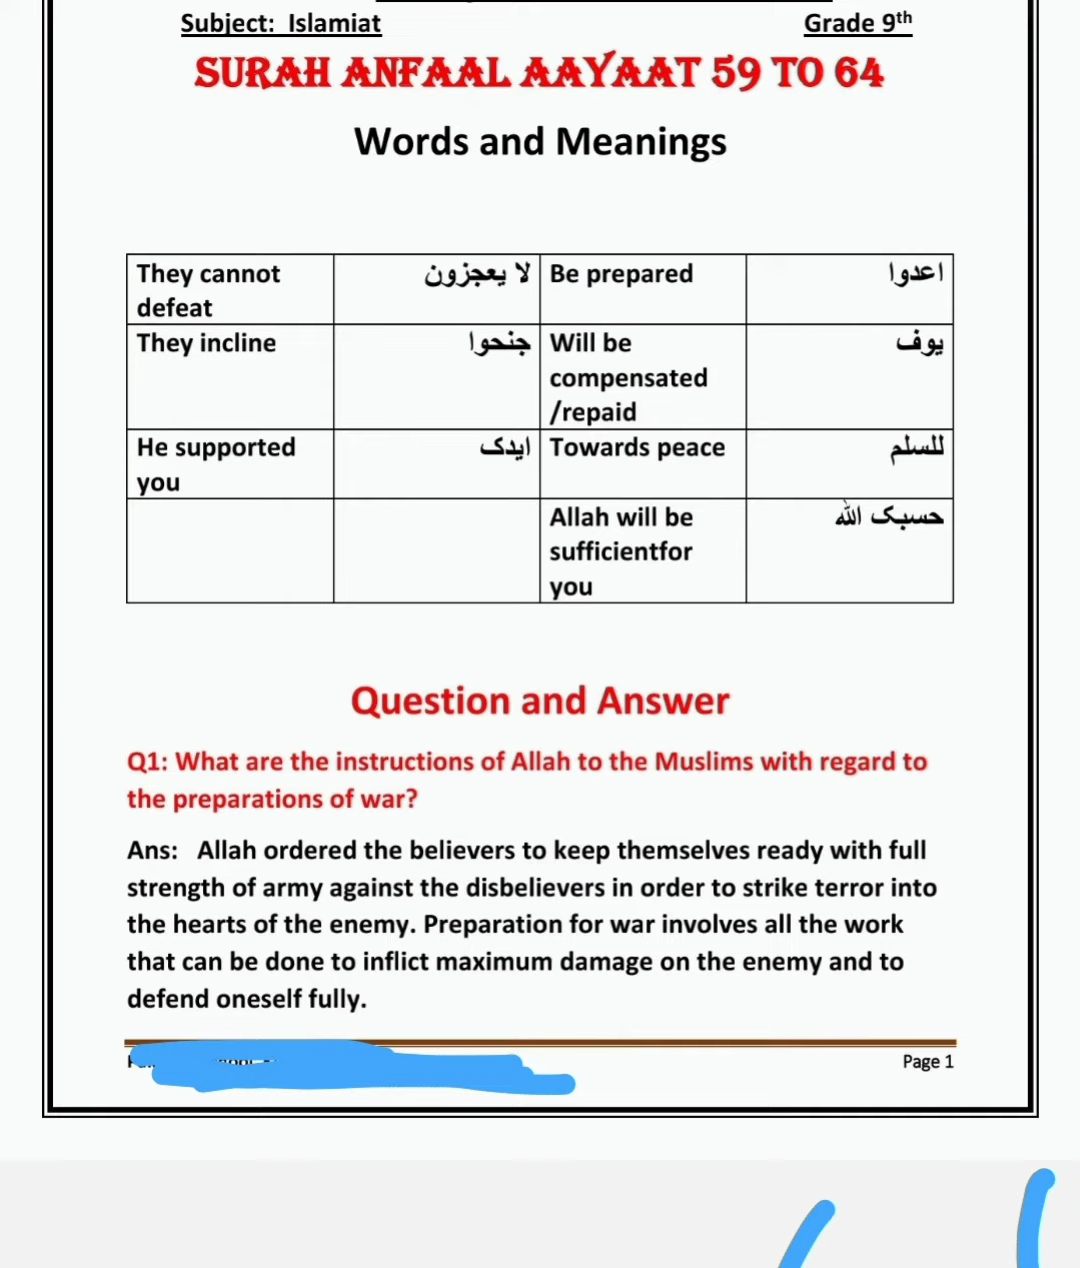 Subject: Islamiat Grade 9th
SURAH ANFAAL AAYAAT 59 TO 64
Words and Meanings
They cannot لا يعجزون Be prepared اعدوا
defeat
They incline جنحوا Will be يوف
compensated
/repaid
He supported ايدک Towards peace للسلم
you
Allah will be حسبک الله
sufficientfor
you
Question and Answer
Q1: What are the instructions of Allah to the Muslims with regard to
the preparations of war?
Ans: Allah ordered the believers to keep themselves ready with full
strength of army against the disbelievers in order to strike terror into
the hearts of the enemy. Preparation for war involves all the work
that can be done to inflict maximum damage on the enemy and to
defend oneself fully.
Page 1